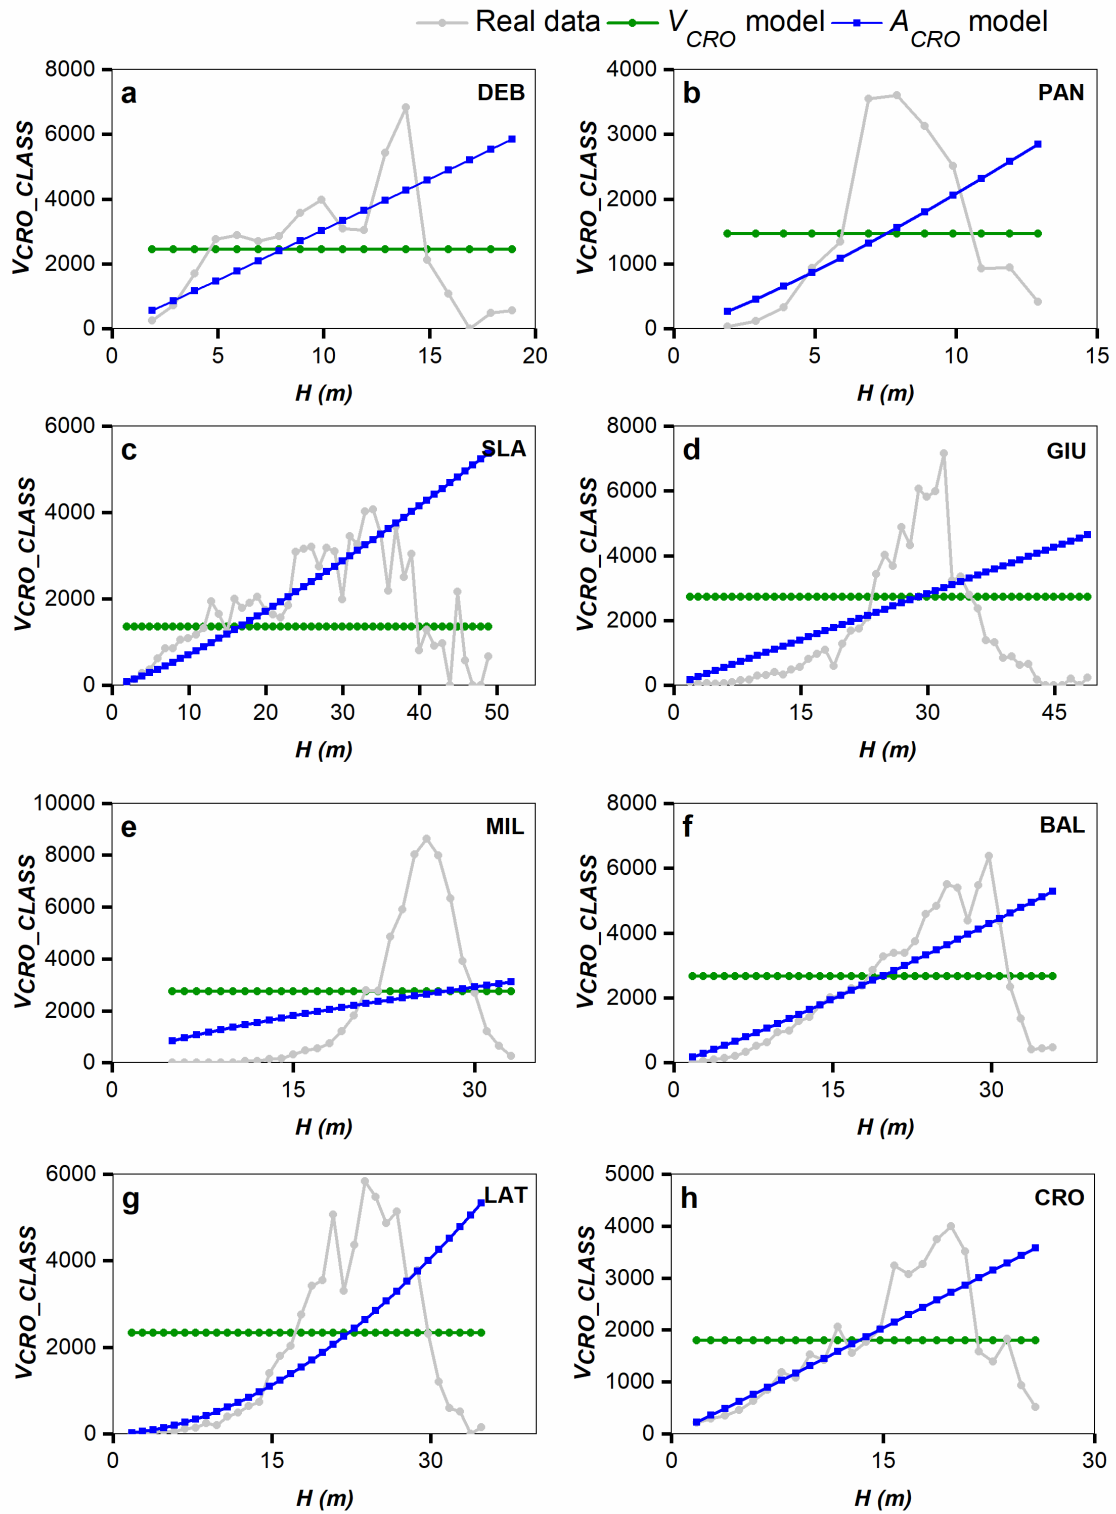 Real data V_CRO model A_CRO model
a DEB
VCRO_CLASS
8000
6000
4000
2000
0
0 5 10 15 20
H (m)
b PAN
VCRO_CLASS
4000
3000
2000
1000
0
0 5 10 15
H (m)
c SLA
VCRO_CLASS
6000
4000
2000
0
0 10 20 30 40 50
H (m)
d GIU
VCRO_CLASS
8000
6000
4000
2000
0
15 30 45
H (m)
e MIL
VCRO_CLASS
10000
8000
6000
4000
2000
0
0 15 30
H (m)
f BAL
VCRO_CLASS
8000
6000
4000
2000
0
0 15 30
H (m)
g LAT
VCRO_CLASS
6000
4000
2000
0
0 15 30
H (m)
h CRO
VCRO_CLASS
5000
4000
3000
2000
1000
0
0 15 30
H (m)